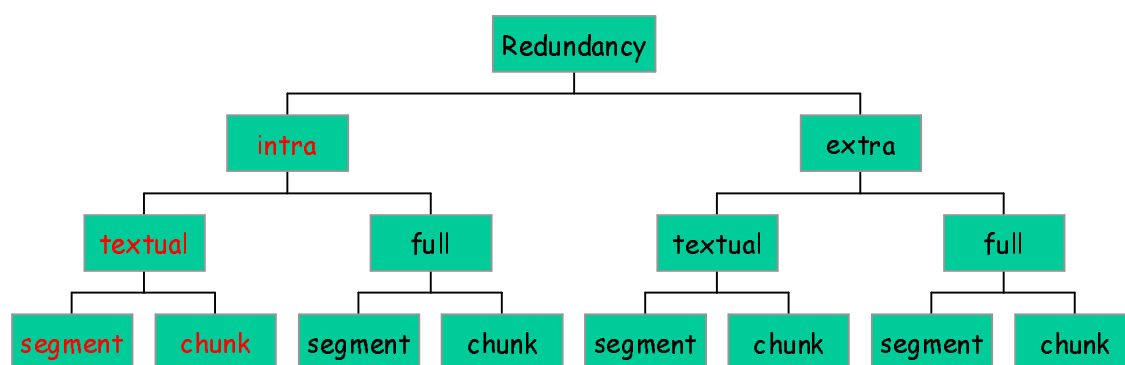 Redundancy
intra extra
textual full textual full
segment chunk segment chunk segment chunk segment chunk